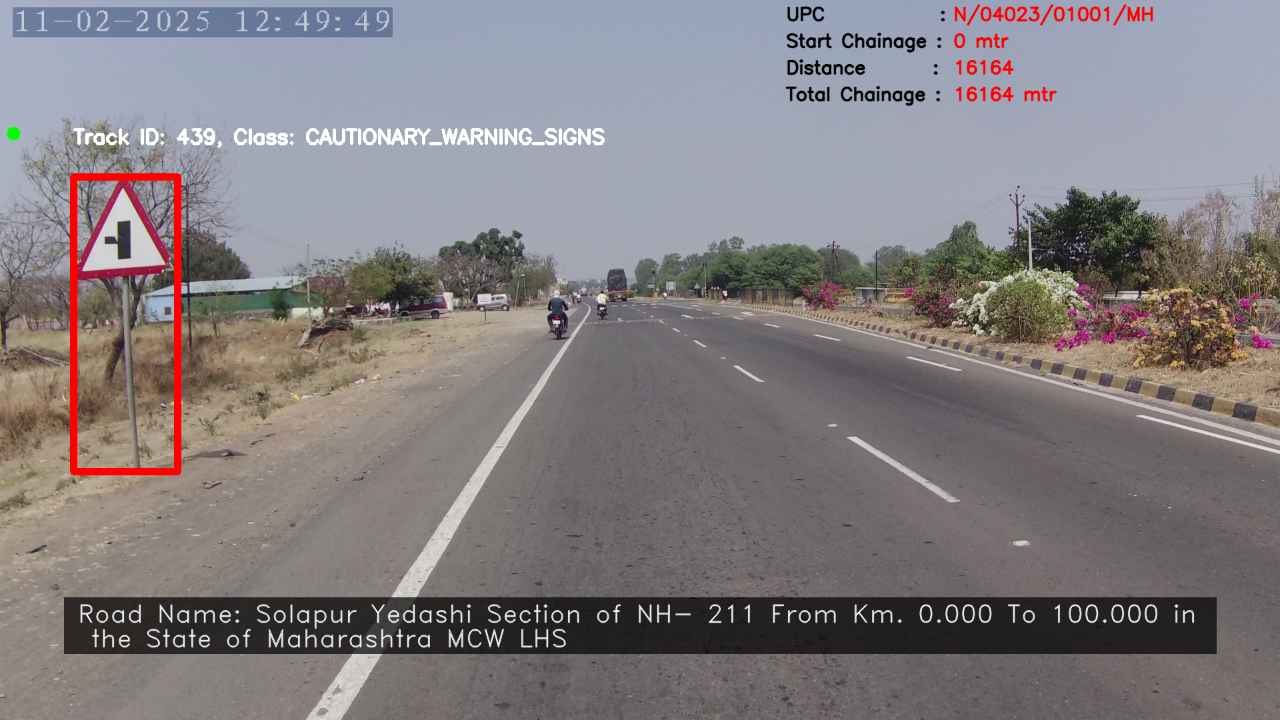 11-02-2025 12:49:49
UPC : N/04023/01001/MH
Start Chainage : 0 mtr
Distance : 16164
Total Chainage : 16164 mtr
Track ID: 439, Class: CAUTIONARY_WARNING_SIGNS
Road Name: Solapur Yedashi Section of NH- 211 From Km. 0.000 To 100.000 in
the State of Maharashtra MCW LHS